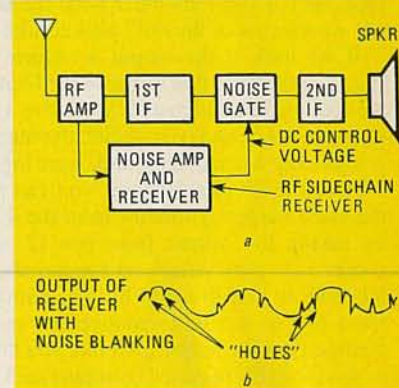 SPKR
RF
AMP
1ST
IF
NOISE
GATE
2ND
IF
NOISE AMP
AND
RECEIVER
DC CONTROL
VOLTAGE
RF SIDECHAIN
RECEIVER
a
OUTPUT OF
RECEIVER
WITH
NOISE BLANKING
"HOLES"
b